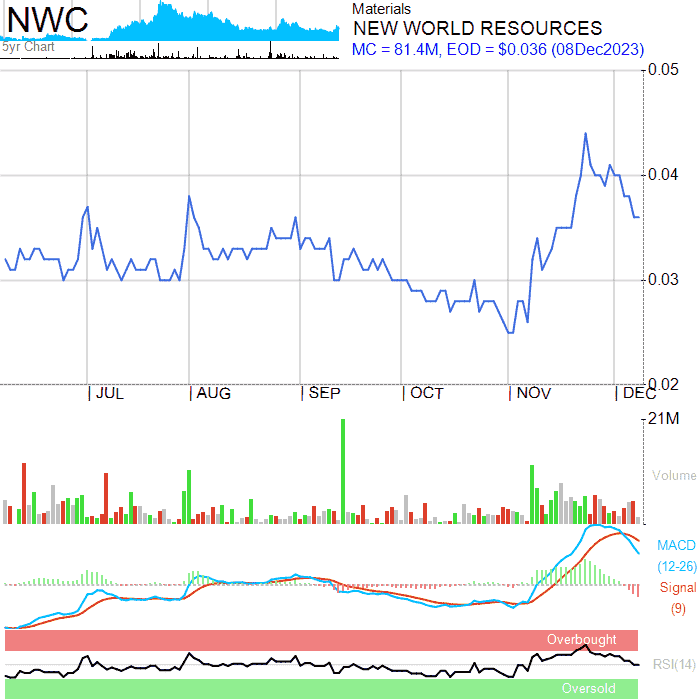 NWC
5yr Chart
Materials
NEW WORLD RESOURCES
MC = 81.4M, EOD = $0.036 (08Dec2023)
0.05
0.04
0.03
0.02
JUL
AUG
SEP
OCT
NOV
DEC
21M
Volume
MACD
(12-26)
Signal
(9)
Overbought
RSI(14)
Oversold